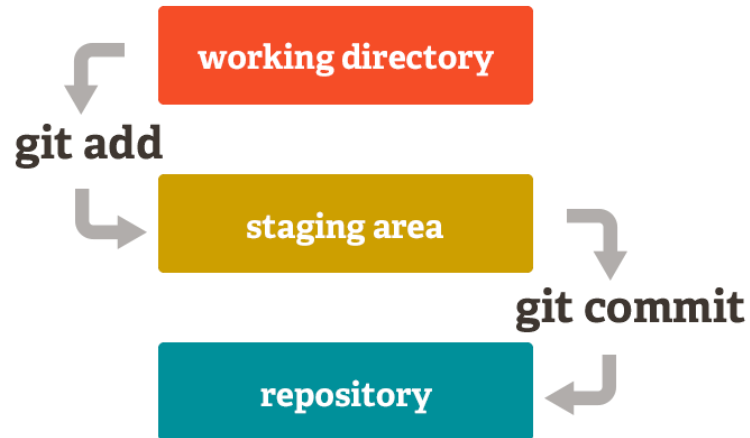 working directory
git add
staging area
git commit
repository